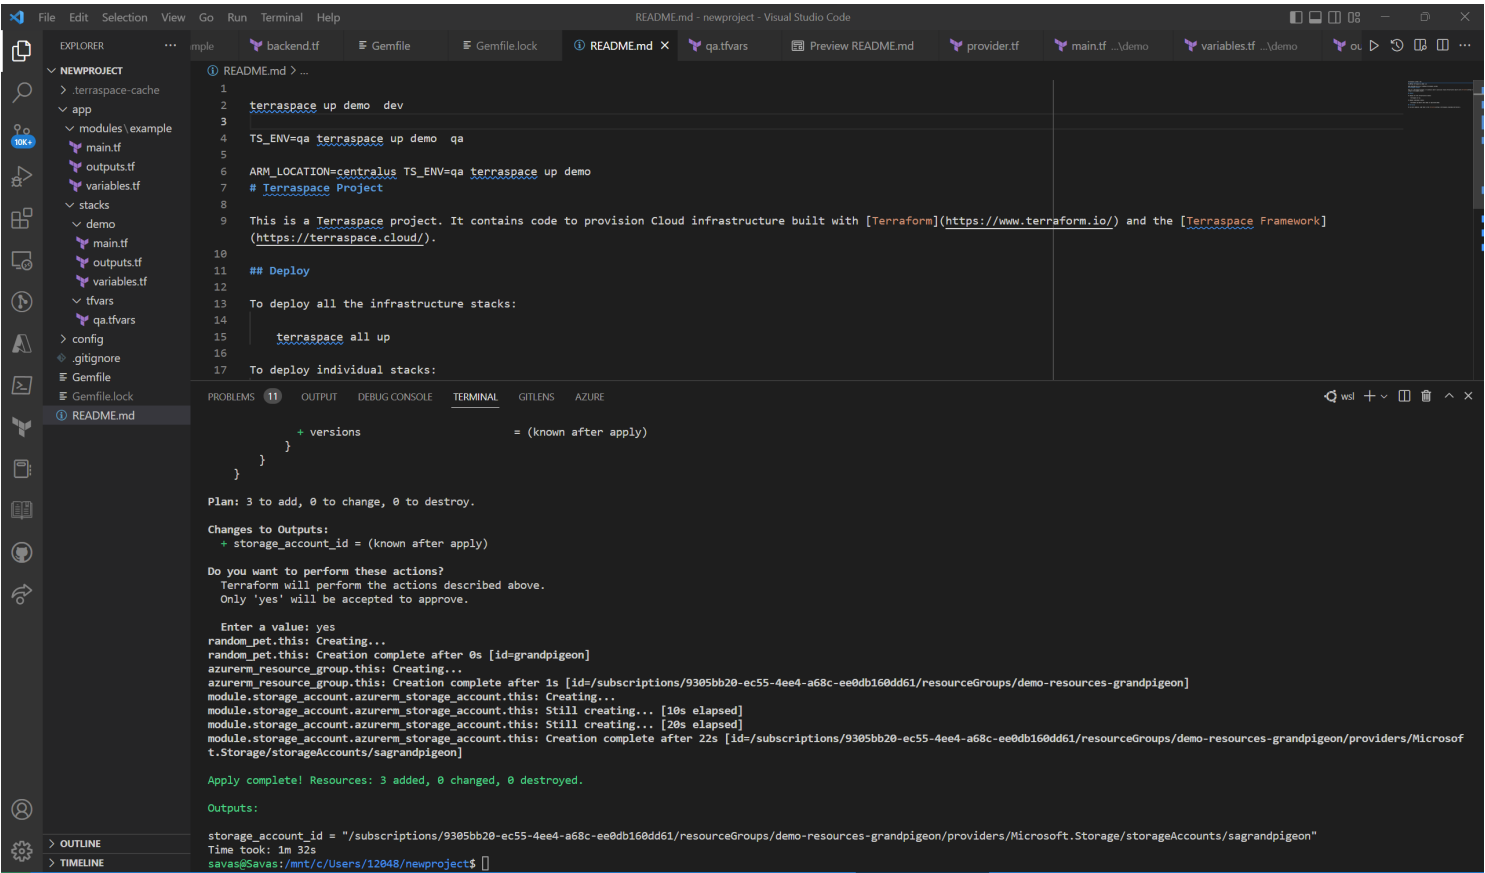 File Edit Selection View Go Run Terminal Help README.md - newproject - Visual Studio Code
EXPLORER
mple backend.tf Gemfile Gemfile.lock README.md qa.tfvars Preview README.md provider.tf main.tf ...\demo variables.tf ...\demo ou
NEWPROJECT
.terraspace-cache
app
modules\example
main.tf
outputs.tf
variables.tf
stacks
demo
main.tf
outputs.tf
variables.tf
tfvars
qa.tfvars
config
.gitignore
Gemfile
Gemfile.lock
README.md
OUTLINE
TIMELINE
10K+
README.md > ...
1
2 terraspace up demo  dev
3
4 TS_ENV=qa terraspace up demo  qa
5
6 ARM_LOCATION=centralus TS_ENV=qa terraspace up demo
7 # Terraspace Project
8
9 This is a Terraspace project. It contains code to provision Cloud infrastructure built with [Terraform](https://www.terraform.io/) and the [Terraspace Framework]
(https://terraspace.cloud/).
10
11 ## Deploy
12
13 To deploy all the infrastructure stacks:
14
15     terraspace all up
16
17 To deploy individual stacks:
PROBLEMS 11 OUTPUT DEBUG CONSOLE TERMINAL GITLENS AZURE wsl
+ versions = (known after apply)
}
}
}
Plan: 3 to add, 0 to change, 0 to destroy.
Changes to Outputs:
+ storage_account_id = (known after apply)
Do you want to perform these actions?
Terraform will perform the actions described above.
Only 'yes' will be accepted to approve.
Enter a value: yes
random_pet.this: Creating...
random_pet.this: Creation complete after 0s [id=grandpigeon]
azurerm_resource_group.this: Creating...
azurerm_resource_group.this: Creation complete after 1s [id=/subscriptions/9305bb20-ec55-4ee4-a68c-ee0db160dd61/resourceGroups/demo-resources-grandpigeon]
module.storage_account.azurerm_storage_account.this: Creating...
module.storage_account.azurerm_storage_account.this: Still creating... [10s elapsed]
module.storage_account.azurerm_storage_account.this: Still creating... [20s elapsed]
module.storage_account.azurerm_storage_account.this: Creation complete after 22s [id=/subscriptions/9305bb20-ec55-4ee4-a68c-ee0db160dd61/resourceGroups/demo-resources-grandpigeon/providers/Microsof
t.Storage/storageAccounts/sagrandpigeon]
Apply complete! Resources: 3 added, 0 changed, 0 destroyed.
Outputs:
storage_account_id = "/subscriptions/9305bb20-ec55-4ee4-a68c-ee0db160dd61/resourceGroups/demo-resources-grandpigeon/providers/Microsoft.Storage/storageAccounts/sagrandpigeon"
Time took: 1m 32s
savas@Savas:/mnt/c/Users/12048/newproject$